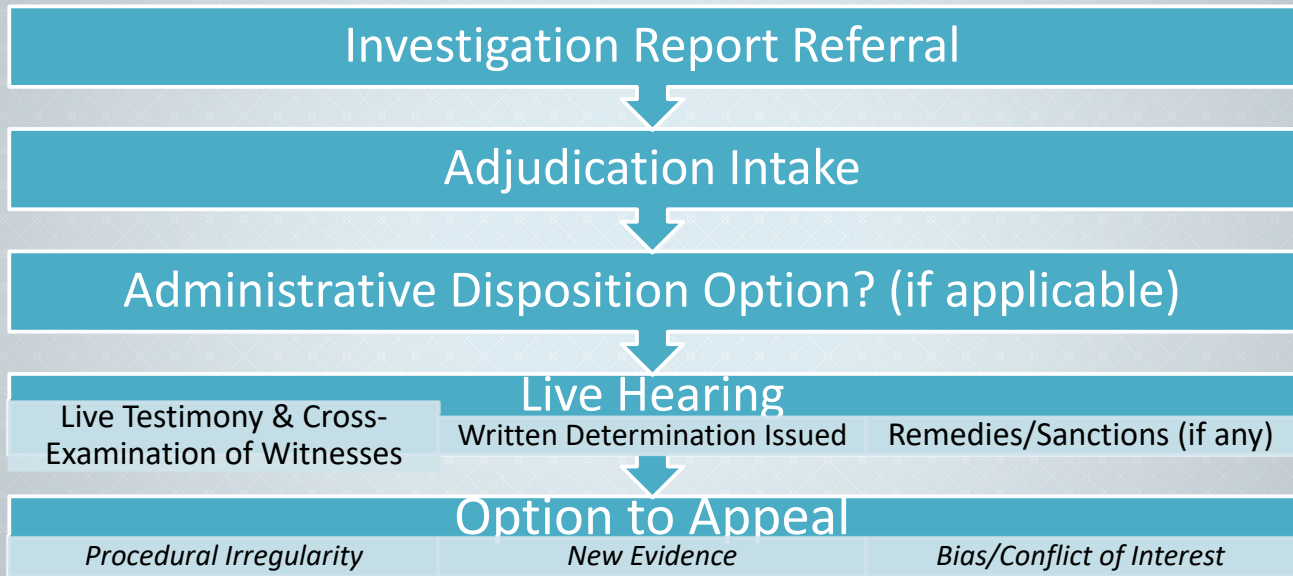 Investigation Report Referral
Adjudication Intake
Administrative Disposition Option? (if applicable)
Live Hearing
Live Testimony & Cross-
Examination of Witnesses
Written Determination Issued
Remedies/Sanctions (if any)
Option to Appeal
Procedural Irregularity
New Evidence
Bias/Conflict of Interest